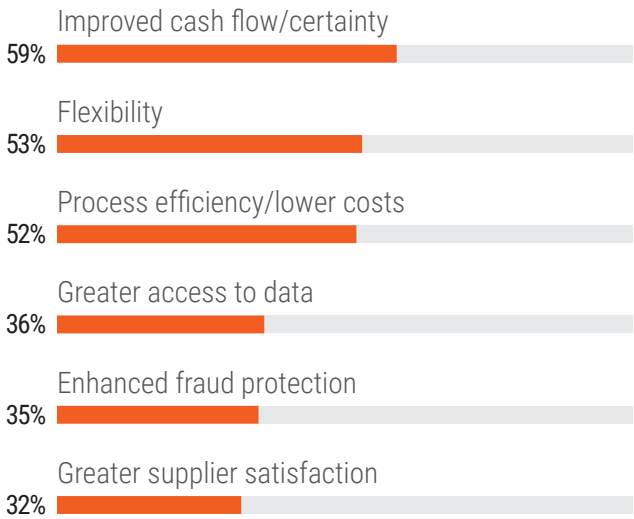 Improved cash flow/certainty
59%
Flexibility
53%
Process efficiency/lower costs
52%
Greater access to data
36%
Enhanced fraud protection
35%
Greater supplier satisfaction
32%